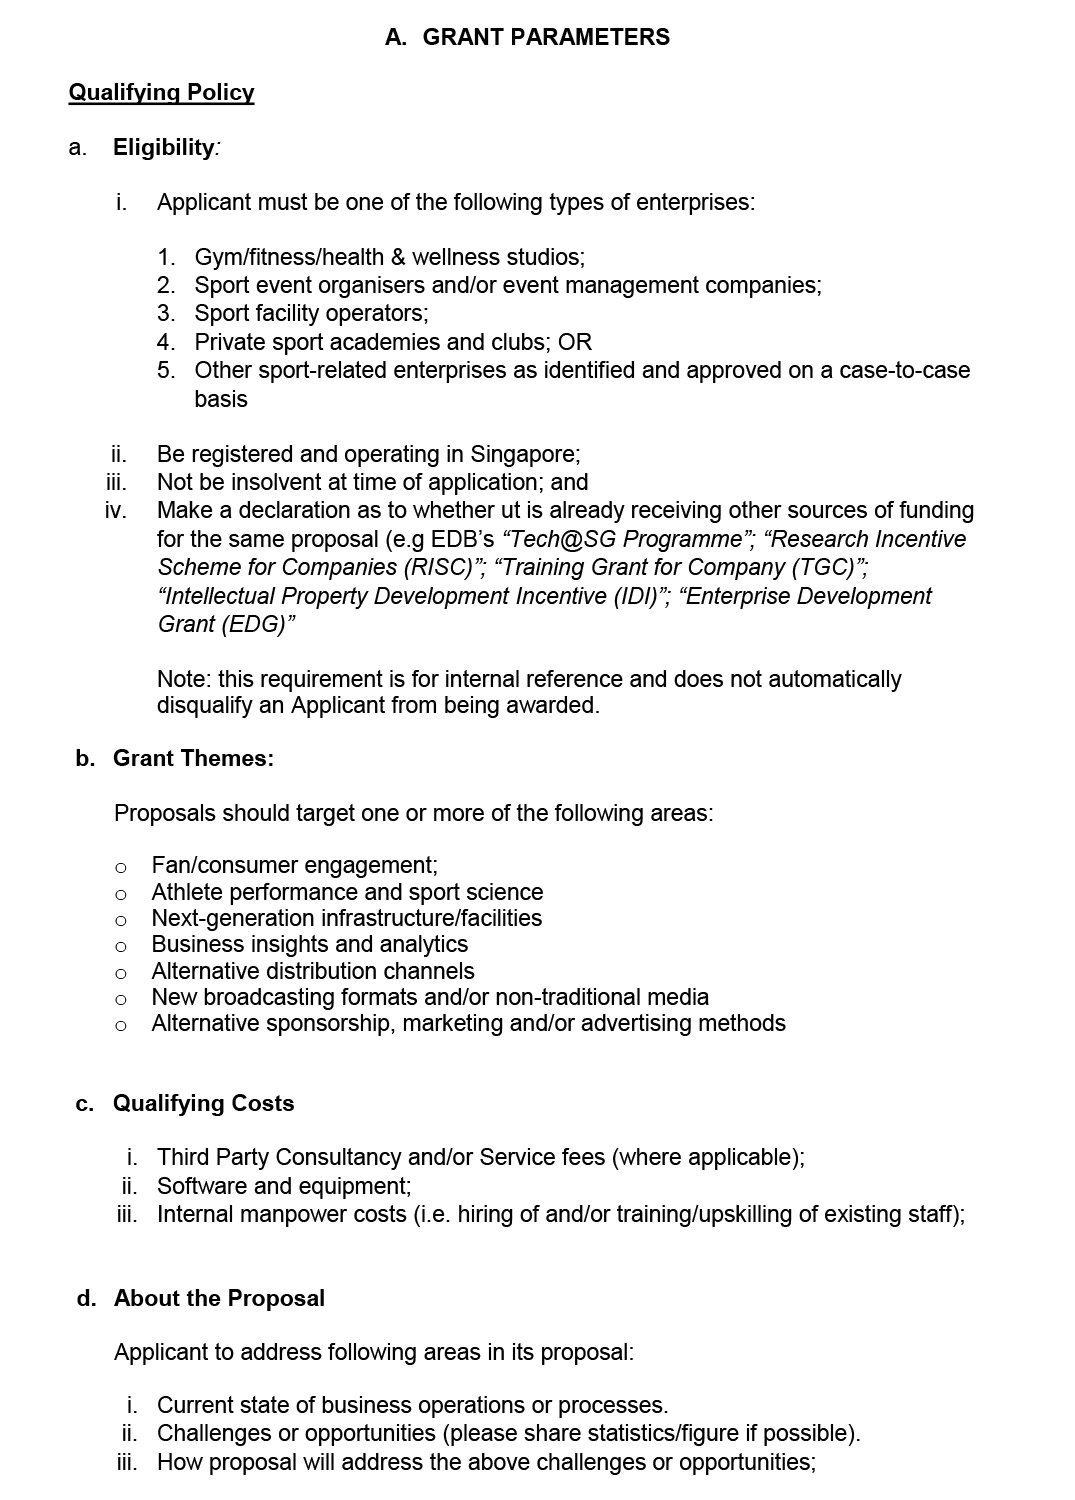 A. GRANT PARAMETERS
Qualifying Policy
a. Eligibility:
i. Applicant must be one of the following types of enterprises:
1. Gym/fitness/health & wellness studios;
2. Sport event organisers and/or event management companies;
3. Sport facility operators;
4. Private sport academies and clubs; OR
5. Other sport-related enterprises as identified and approved on a case-to-case
basis
ii. Be registered and operating in Singapore;
iii. Not be insolvent at time of application; and
iv. Make a declaration as to whether ut is already receiving other sources of funding
for the same proposal (e.g EDB’s “Tech@SG Programme”; “Research Incentive
Scheme for Companies (RISC)”; “Training Grant for Company (TGC)”;
“Intellectual Property Development Incentive (IDI)”; “Enterprise Development
Grant (EDG)”
Note: this requirement is for internal reference and does not automatically
disqualify an Applicant from being awarded.
b. Grant Themes:
Proposals should target one or more of the following areas:
o Fan/consumer engagement;
o Athlete performance and sport science
o Next-generation infrastructure/facilities
o Business insights and analytics
o Alternative distribution channels
o New broadcasting formats and/or non-traditional media
o Alternative sponsorship, marketing and/or advertising methods
c. Qualifying Costs
i. Third Party Consultancy and/or Service fees (where applicable);
ii. Software and equipment;
iii. Internal manpower costs (i.e. hiring of and/or training/upskilling of existing staff);
d. About the Proposal
Applicant to address following areas in its proposal:
i. Current state of business operations or processes.
ii. Challenges or opportunities (please share statistics/figure if possible).
iii. How proposal will address the above challenges or opportunities;